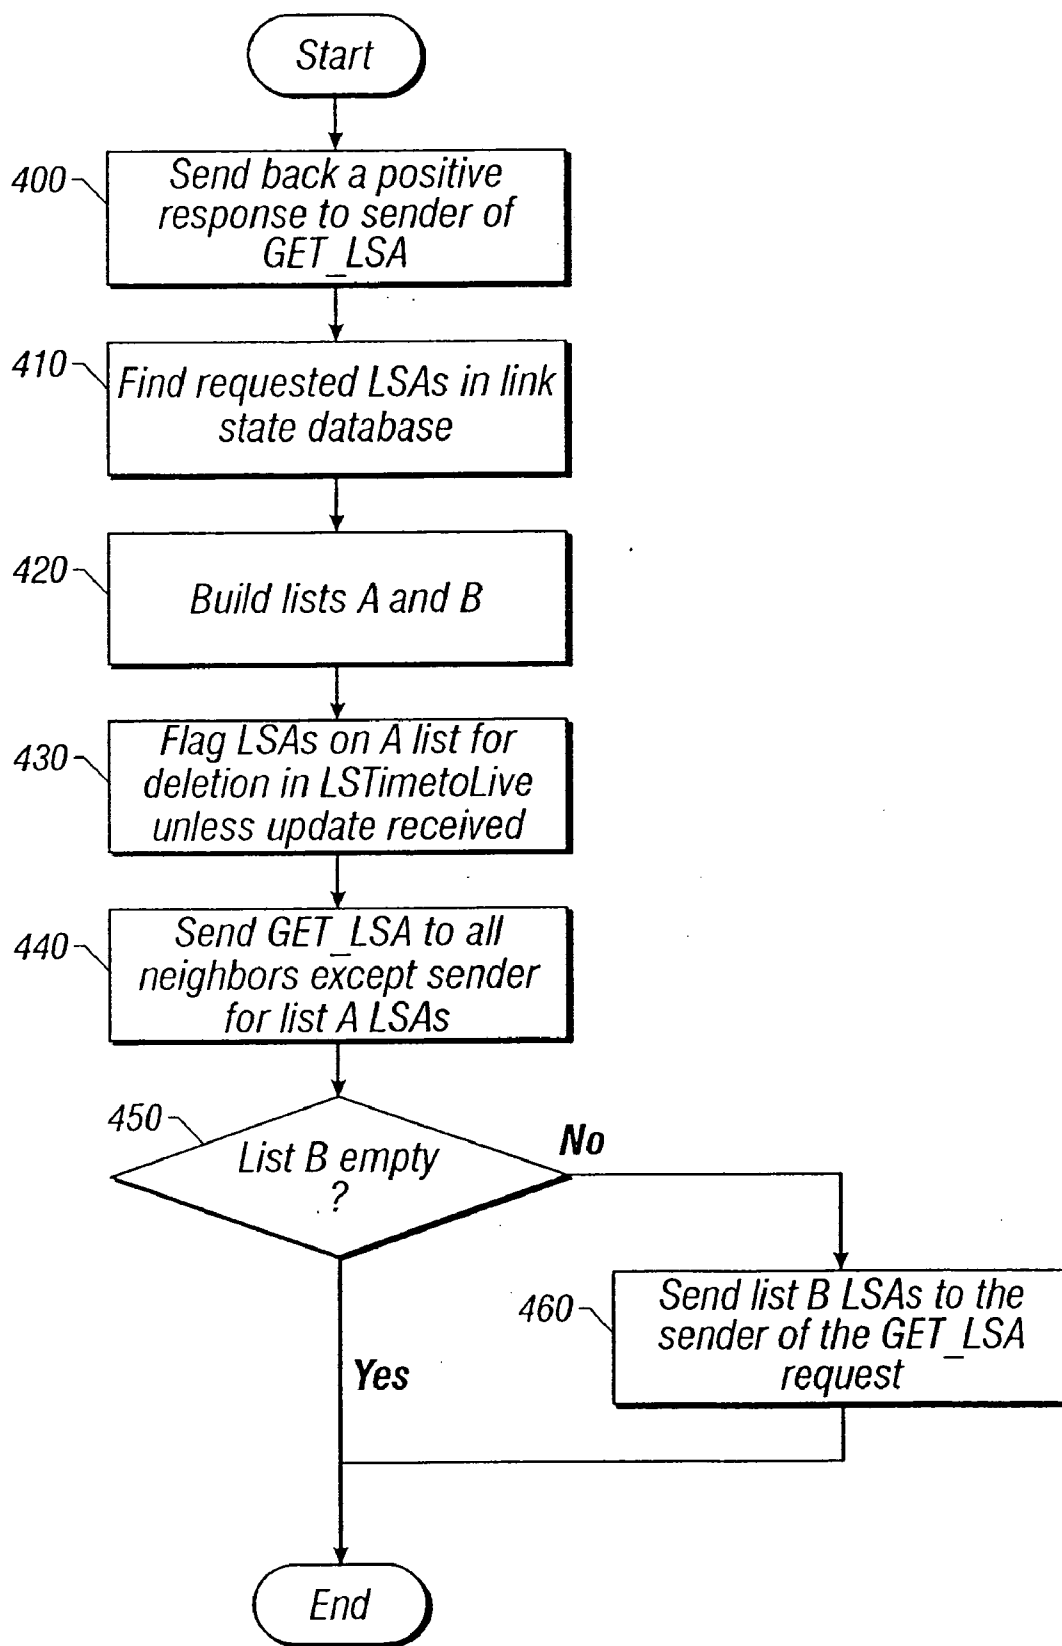 Start
400
Send back a positive
response to sender of
GET_LSA
410
Find requested LSAs in link
state database
420
Build lists A and B
430
Flag LSAs on A list for
deletion in LSTimetoLive
unless update received
440
Send GET_LSA to all
neighbors except sender
for list A LSAs
450
List B empty
?
No
460
Send list B LSAs to the
sender of the GET_LSA
request
Yes
End